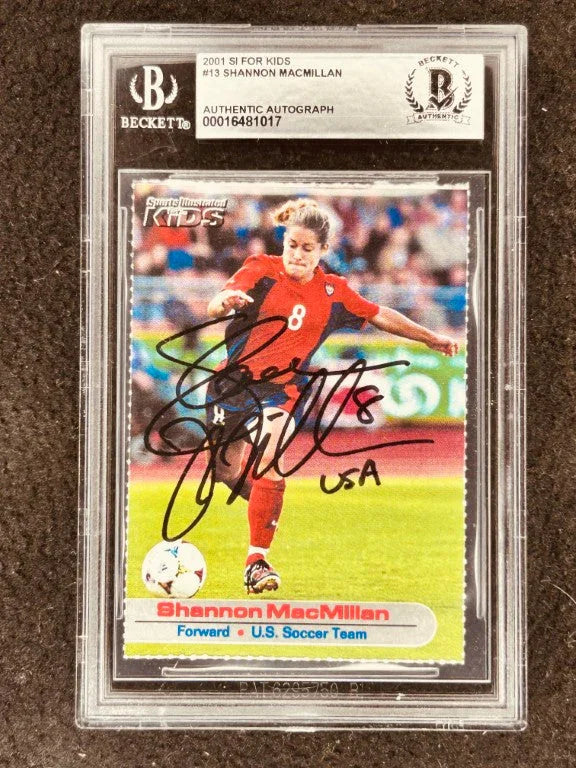 2001 SI FOR KIDS
#13 SHANNON MACMILLAN
AUTHENTIC AUTOGRAPH
00016481017
B
BECKETT®
BECKETT
B
AUTHENTIC
Sports Illustrated
KIDS
8
8
USA
Shannon MacMillan
Forward • U.S. Soccer Team